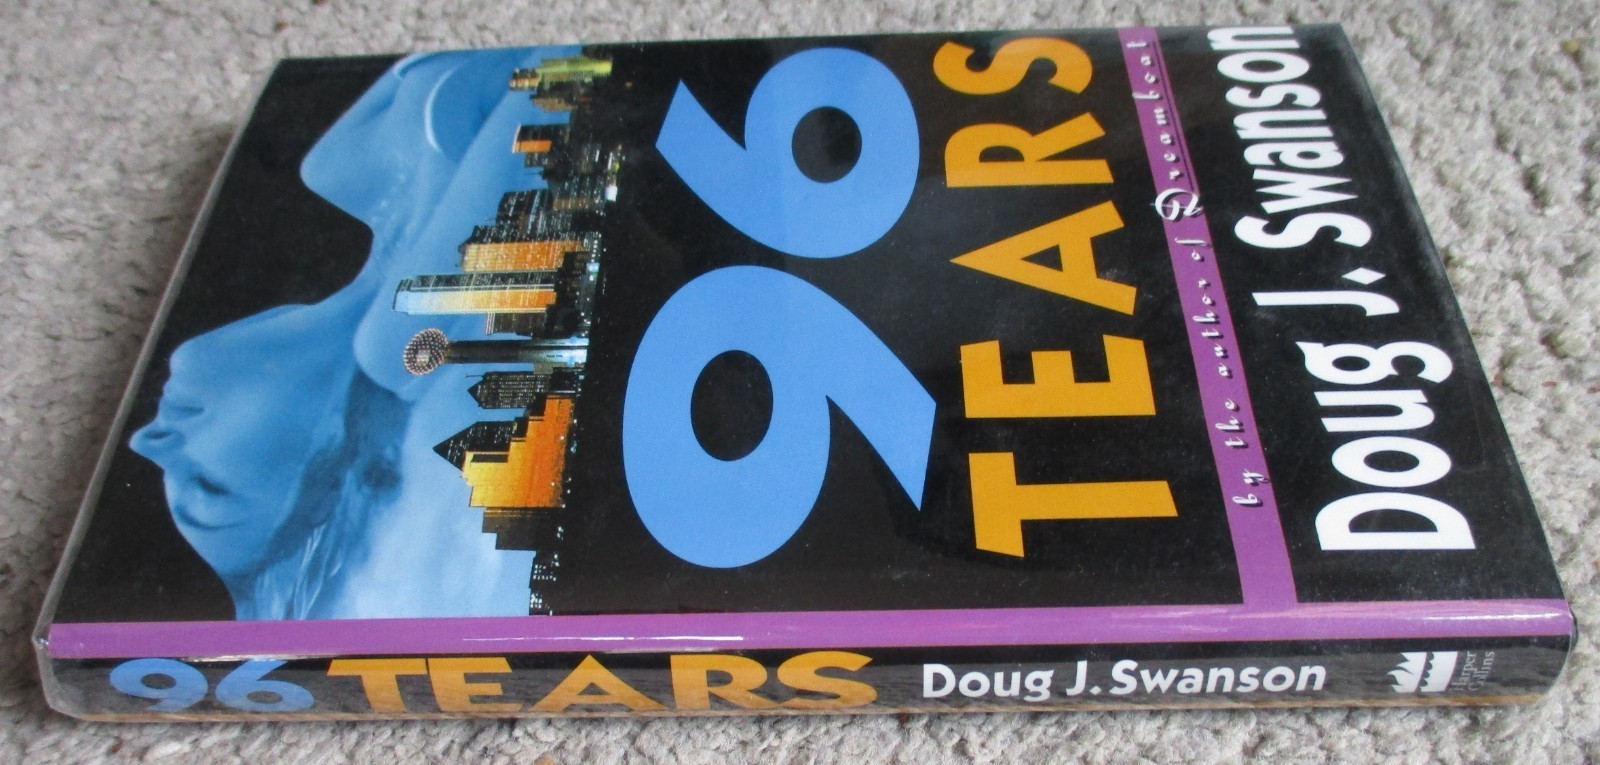 96
TEARS
by the author of Dreamboat
Doug J. Swanson
96 TEARS Doug J. Swanson
Harper
Collins